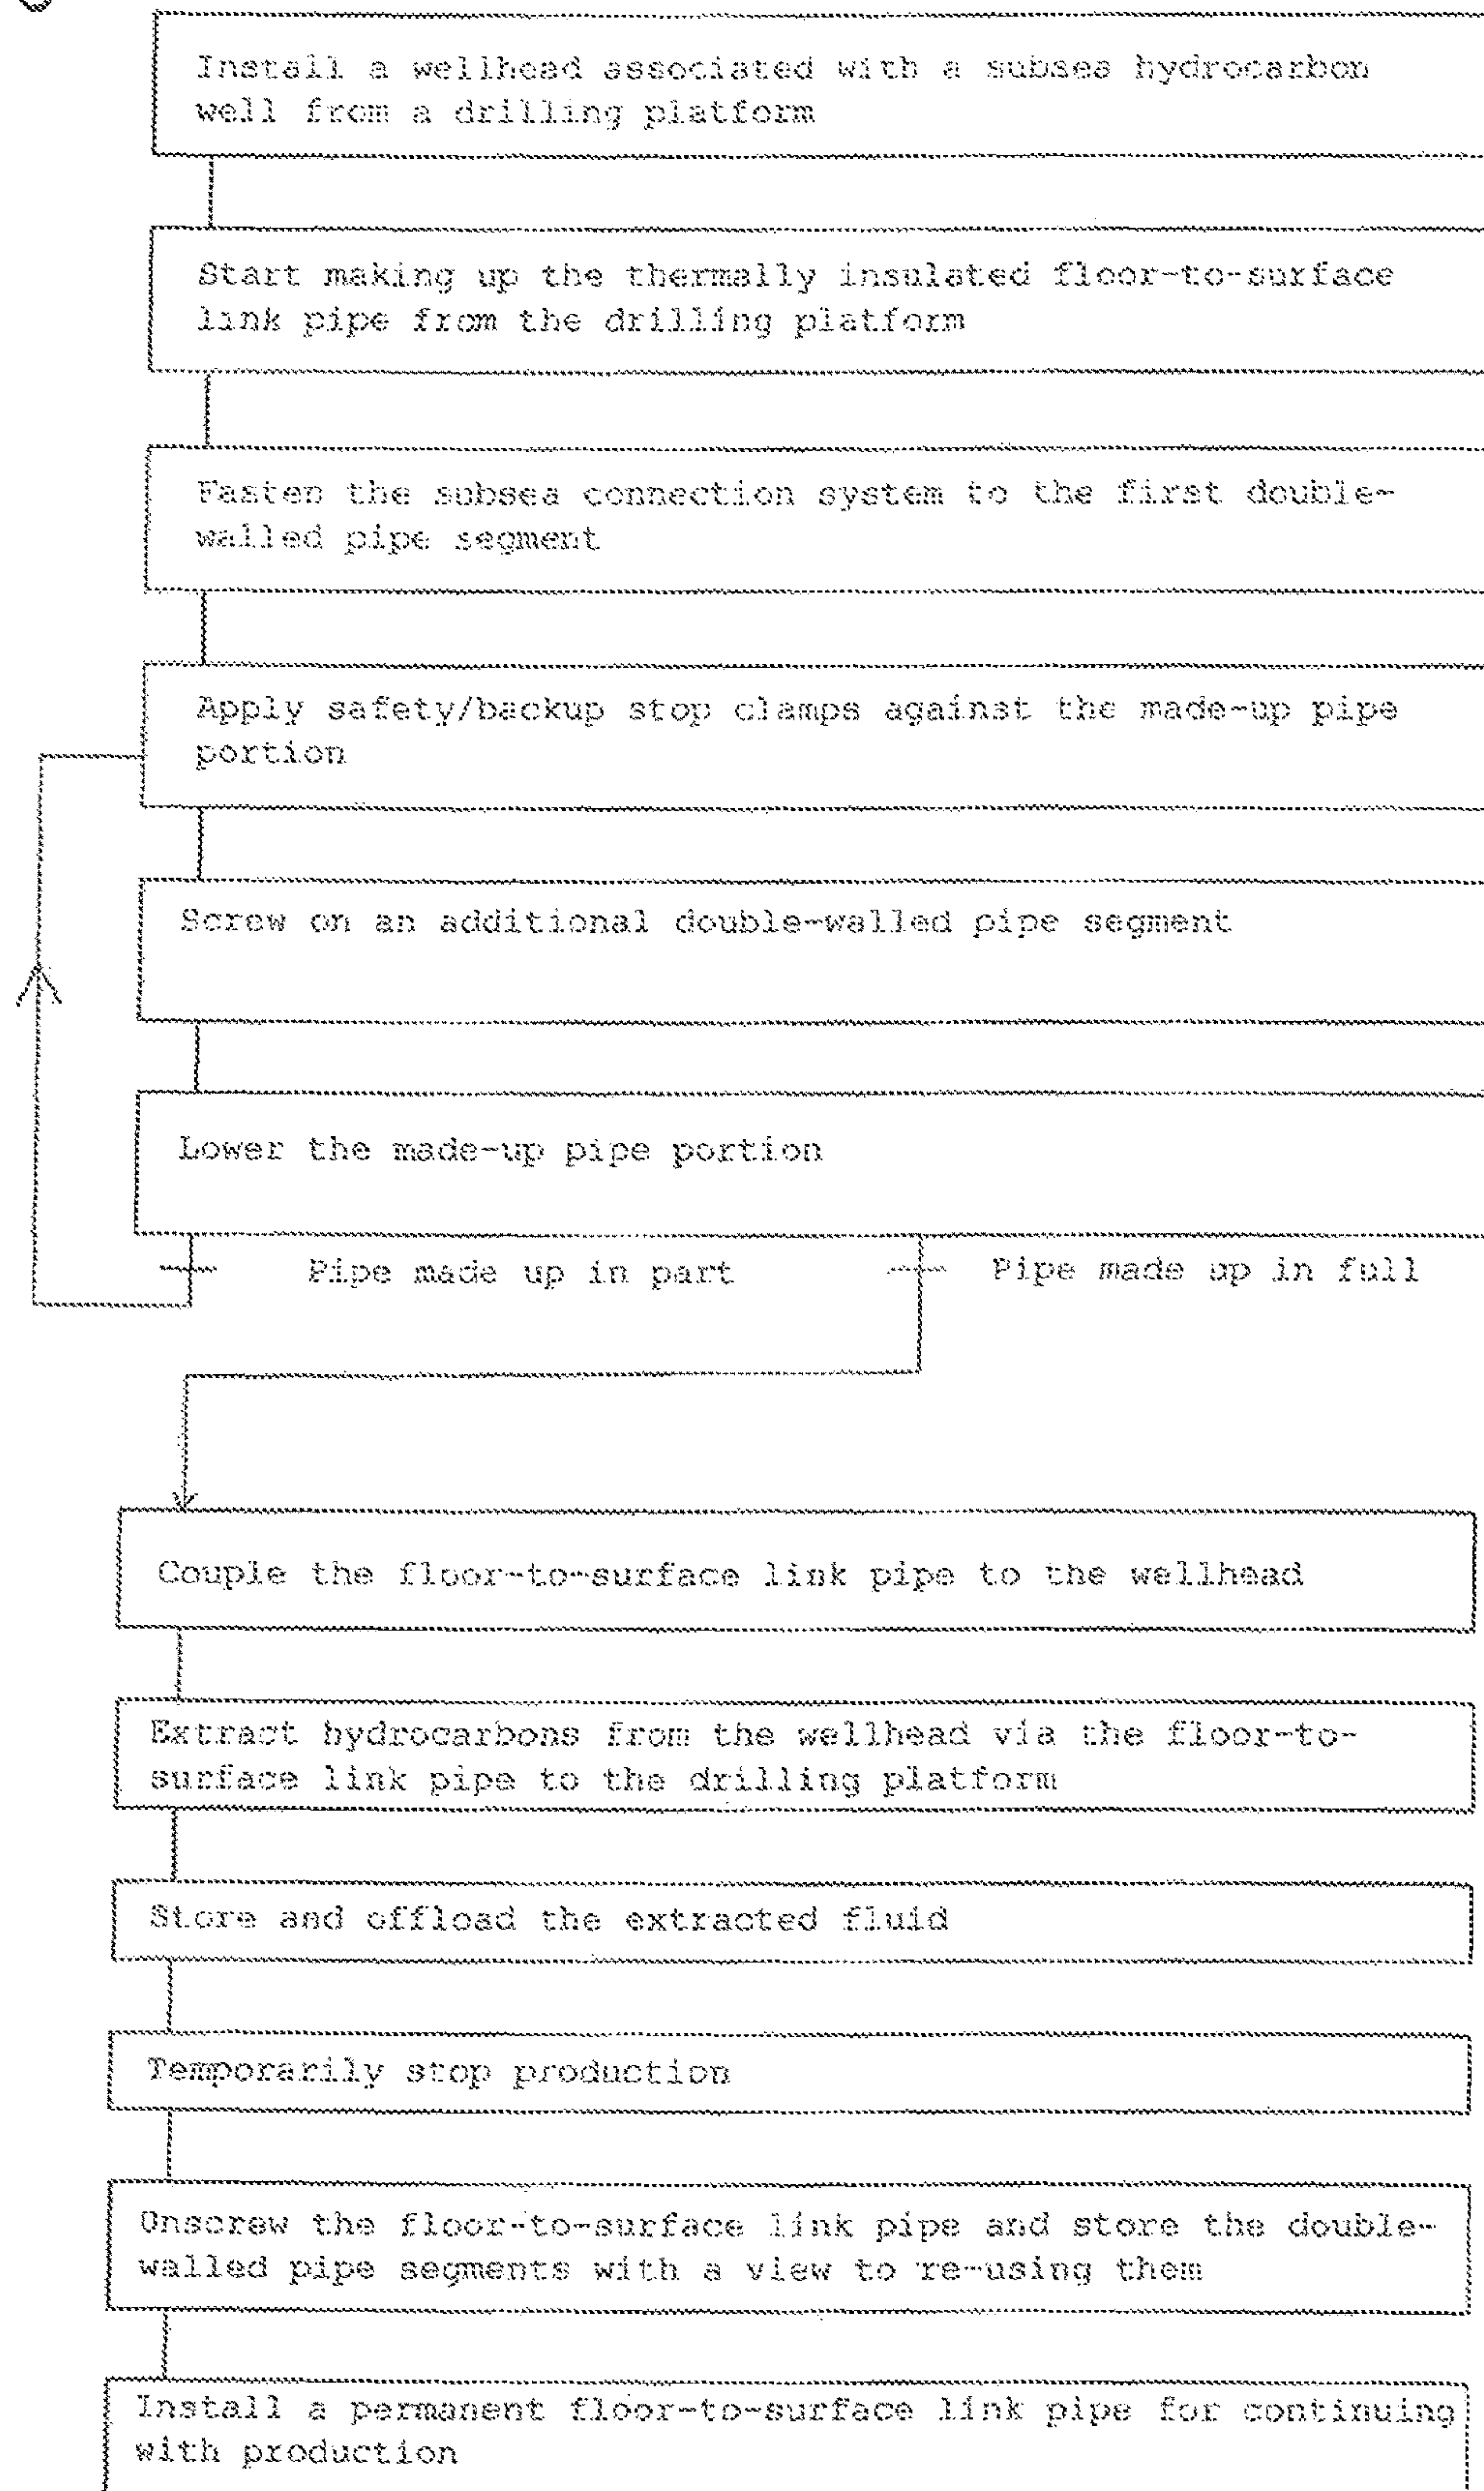 Install a wellhead associated with a subsea hydrocarbon
well from a drilling platform
Start making up the thermally insulated floor-to-surface
link pipe from the drilling platform
Fasten the subsea connection system to the first double-
walled pipe segment
Apply safety/backup stop clamps against the made-up pipe
portion
Screw on an additional double-walled pipe segment
Lower the made-up pipe portion
Pipe made up in part
Pipe made up in full
Couple the floor-to-surface link pipe to the wellhead
Extract hydrocarbons from the wellhead via the floor-to-
surface link pipe to the drilling platform
Store and offload the extracted fluid
Temporarily stop production
Unscrew the floor-to-surface link pipe and store the double-
walled pipe segments with a view to re-using them
Install a permanent floor-to-surface link pipe for continuing
with production